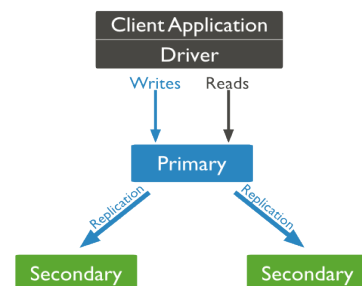 Client Application
Driver
Writes Reads
Primary
Replication Replication
Secondary Secondary